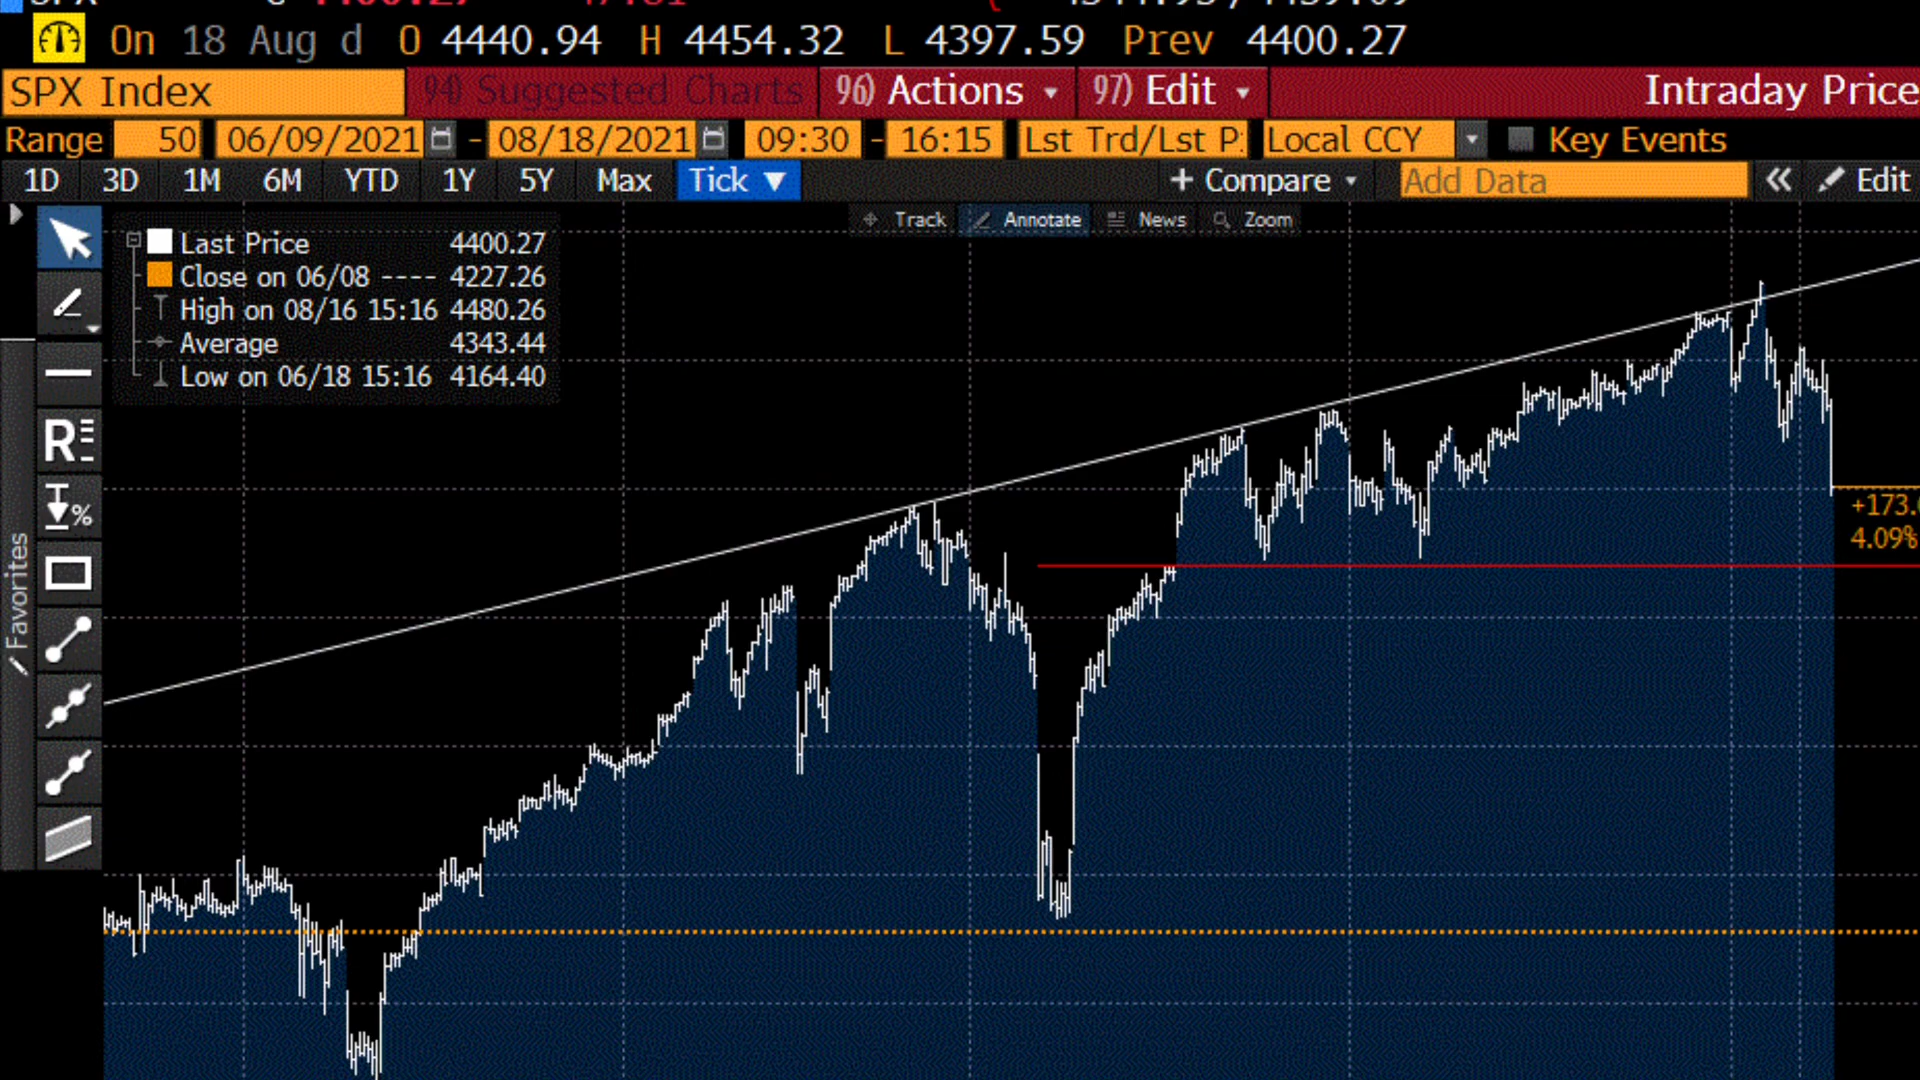 On 18 Aug d O 4440.94 H 4454.32 L 4397.59 Prev 4400.27
SPX Index 94) Suggested Charts 96) Actions 97) Edit Intraday Price
Range 50 06/09/2021 - 08/18/2021 09:30 - 16:15 Lst Trd/Lst P Local CCY Key Events
1D 3D 1M 6M YTD 1Y 5Y Max Tick ▼ + Compare Add Data « Edit
Track Annotate News Zoom
Last Price 4400.27
Close on 06/08 ---- 4227.26
High on 08/16 15:16 4480.26
Average 4343.44
Low on 06/18 15:16 4164.40
R
%
Favorites
+173.
4.09%